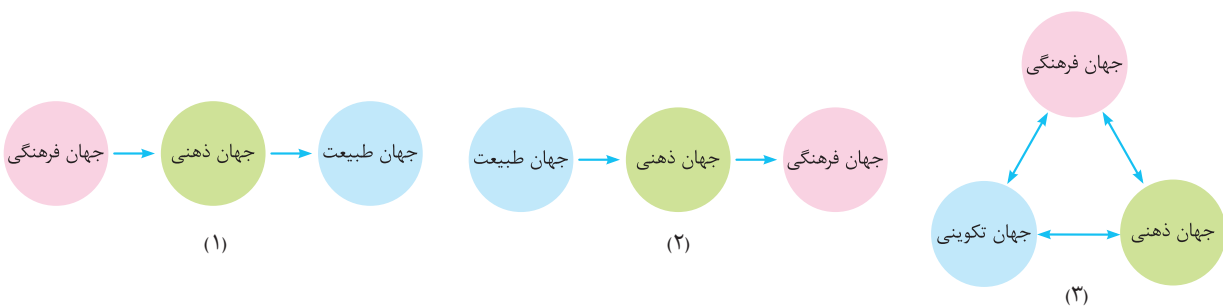 جهان فرهنگی
جهان ذهنی
جهان طبیعت
(۱)
جهان طبیعت
جهان ذهنی
جهان فرهنگی
(۲)
جهان فرهنگی
جهان تکوینی
جهان ذهنی
(۳)